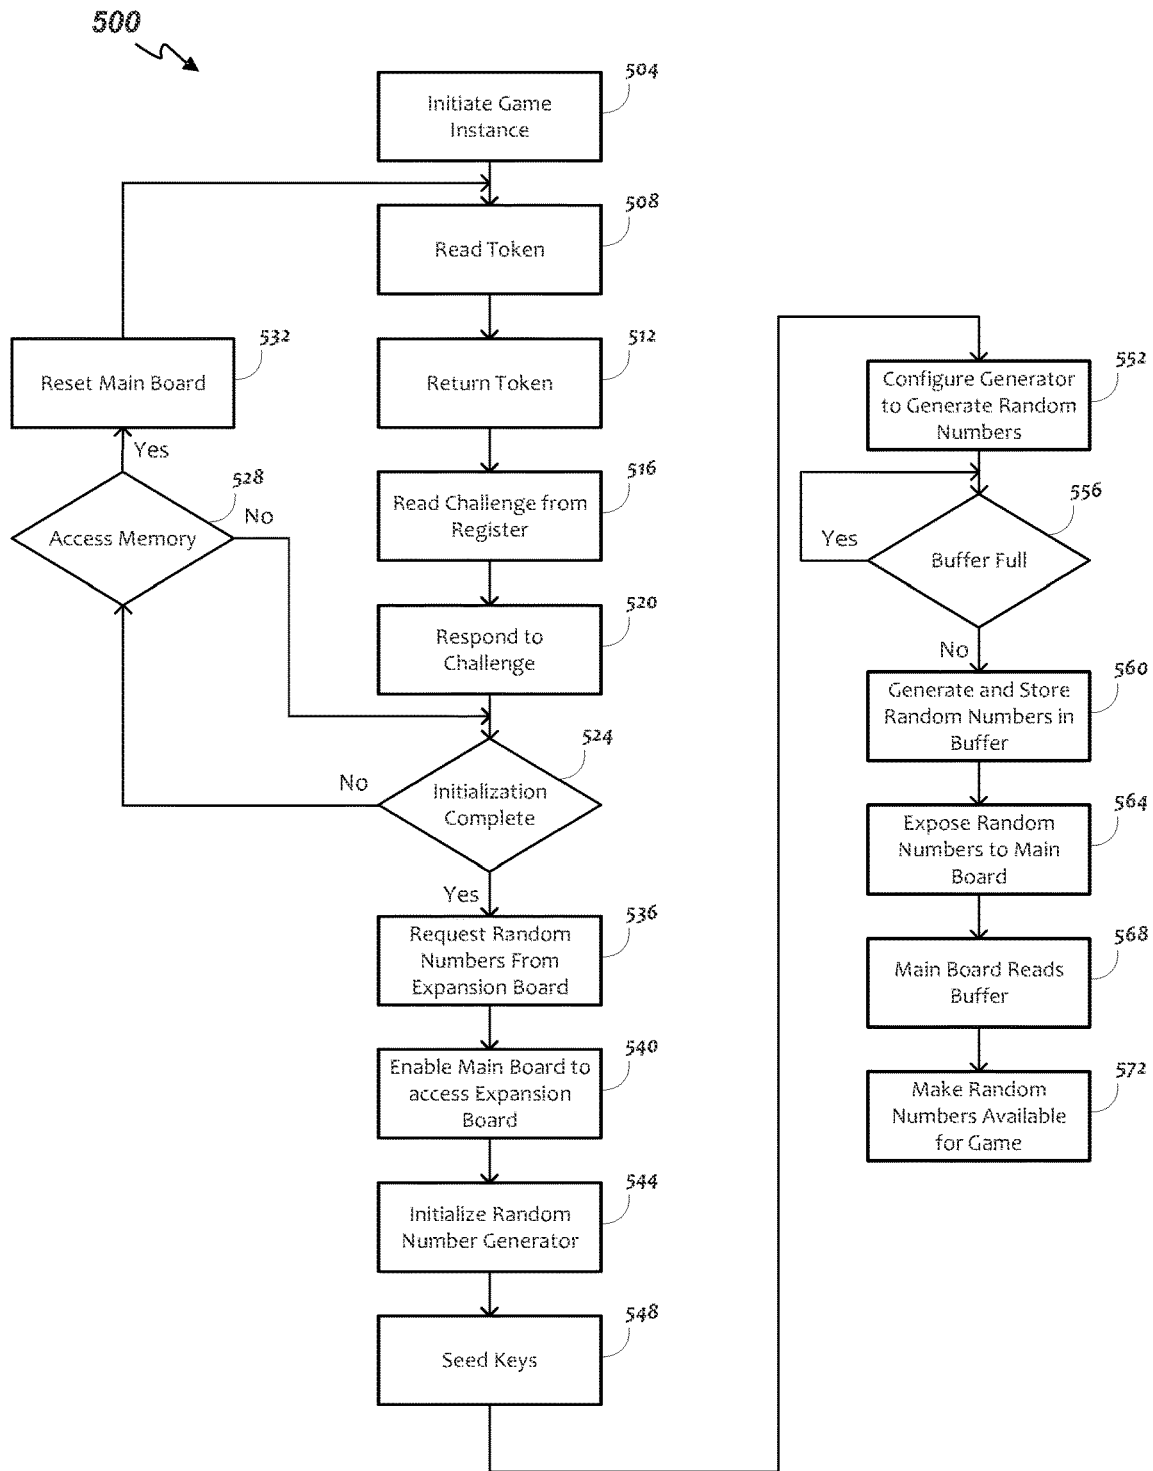 500
504
Initiate Game
Instance
508
Read Token
512
Return Token
532
Reset Main Board
Yes
528
Access Memory
No
516
Read Challenge from
Register
520
Respond to
Challenge
524
Initialization
Complete
No
Yes
536
Request Random
Numbers From
Expansion Board
540
Enable Main Board to
access Expansion
Board
544
Initialize Random
Number Generator
548
Seed Keys
552
Configure Generator
to Generate Random
Numbers
556
Buffer Full
Yes
No
560
Generate and Store
Random Numbers in
Buffer
564
Expose Random
Numbers to Main
Board
568
Main Board Reads
Buffer
572
Make Random
Numbers Available
for Game